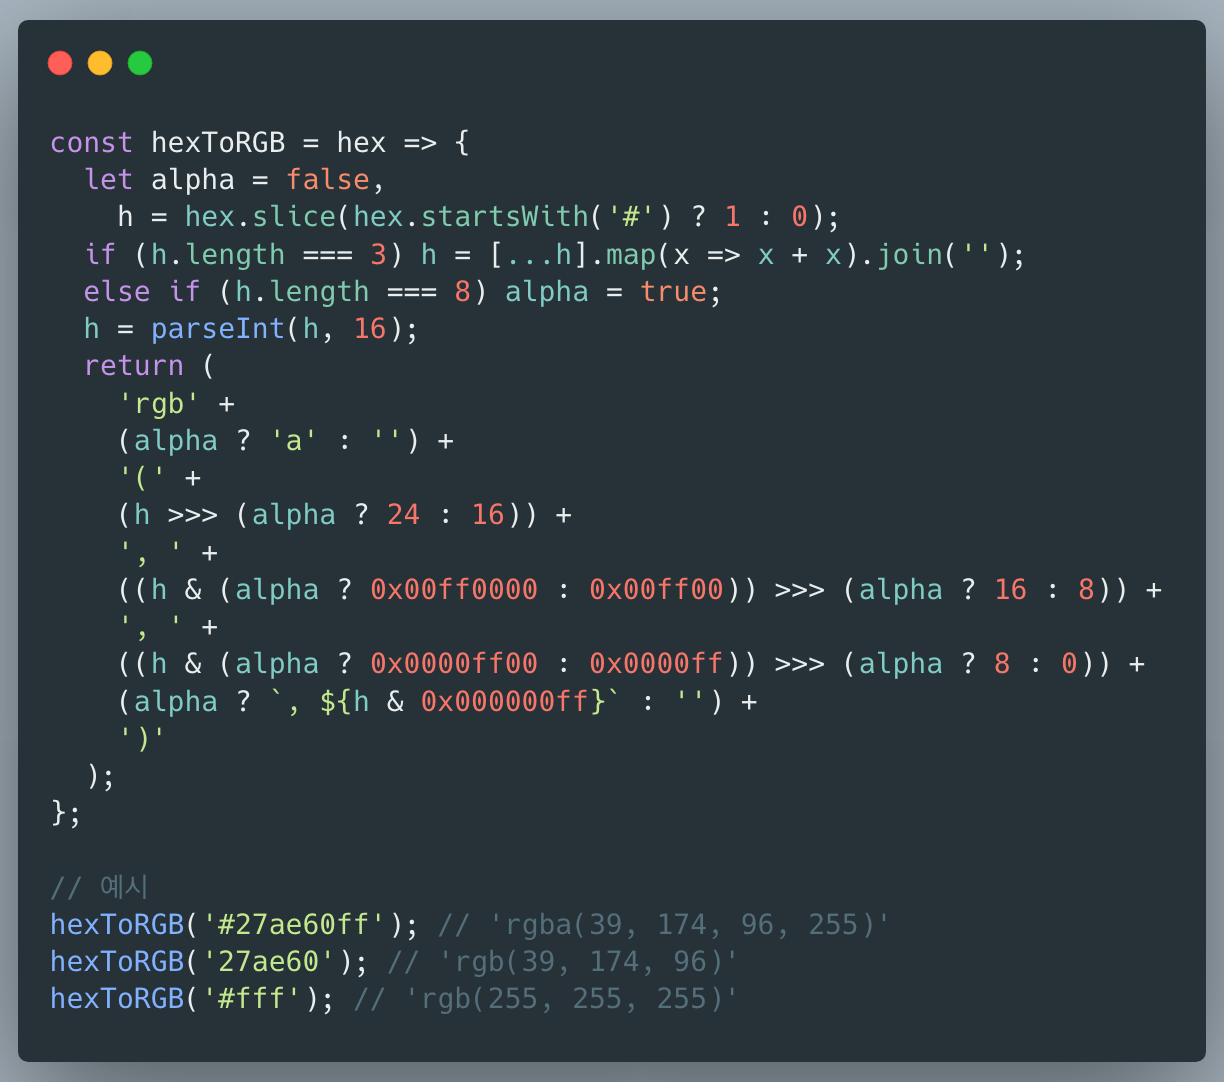 const hexToRGB = hex => {
  let alpha = false,
    h = hex.slice(hex.startsWith('#') ? 1 : 0);
  if (h.length === 3) h = [...h].map(x => x + x).join('');
  else if (h.length === 8) alpha = true;
  h = parseInt(h, 16);
  return (
    'rgb' +
    (alpha ? 'a' : '') +
    '(' +
    (h >>> (alpha ? 24 : 16)) +
    ', ' +
    ((h & (alpha ? 0x00ff0000 : 0x00ff00)) >>> (alpha ? 16 : 8)) +
    ', ' +
    ((h & (alpha ? 0x0000ff00 : 0x0000ff)) >>> (alpha ? 8 : 0)) +
    (alpha ? `, ${h & 0x000000ff}` : '') +
    ')'
  );
};

// 예시
hexToRGB('#27ae60ff'); // 'rgba(39, 174, 96, 255)'
hexToRGB('27ae60'); // 'rgb(39, 174, 96)'
hexToRGB('#fff'); // 'rgb(255, 255, 255)'